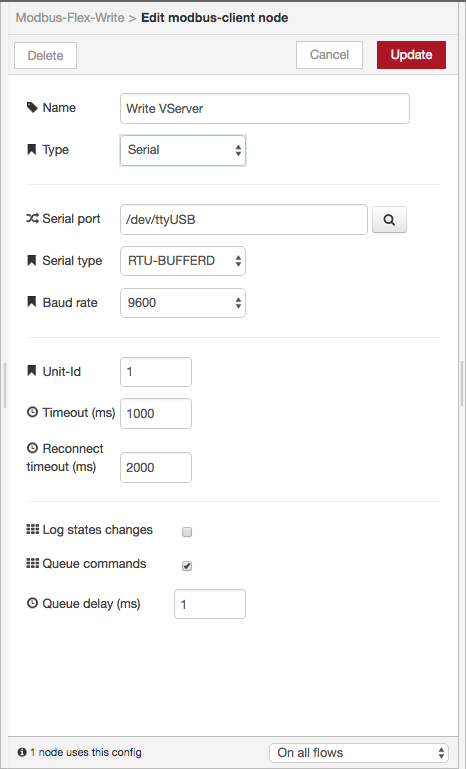 Modbus-Flex-Write > Edit modbus-client node
Delete Cancel Update
Name Write VServer
Type Serial
Serial port /dev/ttyUSB
Serial type RTU-BUFFERD
Baud rate 9600
Unit-Id 1
Timeout (ms) 1000
Reconnect
timeout (ms) 2000
Log states changes
Queue commands
Queue delay (ms) 1
1 node uses this config On all flows